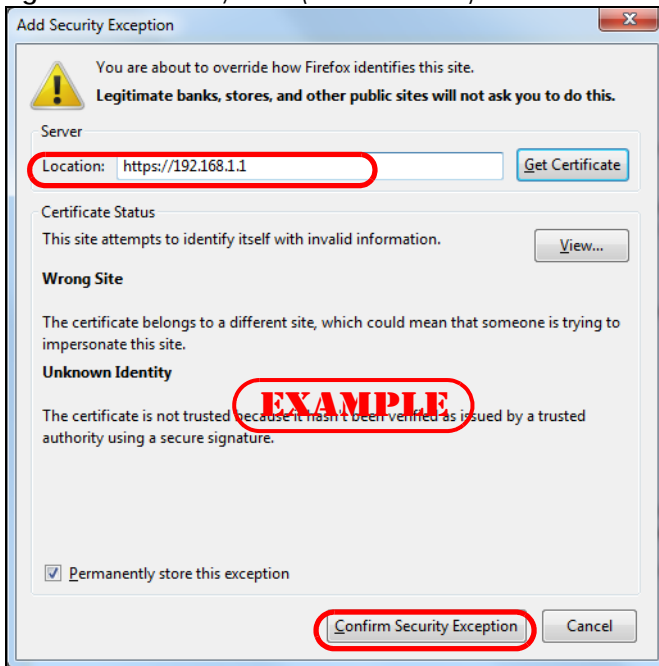 Add Security Exception
You are about to override how Firefox identifies this site.
Legitimate banks, stores, and other public sites will not ask you to do this.
Server
Location: https://192.168.1.1 Get Certificate
Certificate Status
This site attempts to identify itself with invalid information. View...
Wrong Site
The certificate belongs to a different site, which could mean that someone is trying to
impersonate this site.
Unknown Identity
EXAMPLE
The certificate is not trusted because it hasn't been verified as issued by a trusted
authority using a secure signature.
Permanently store this exception
Confirm Security Exception Cancel